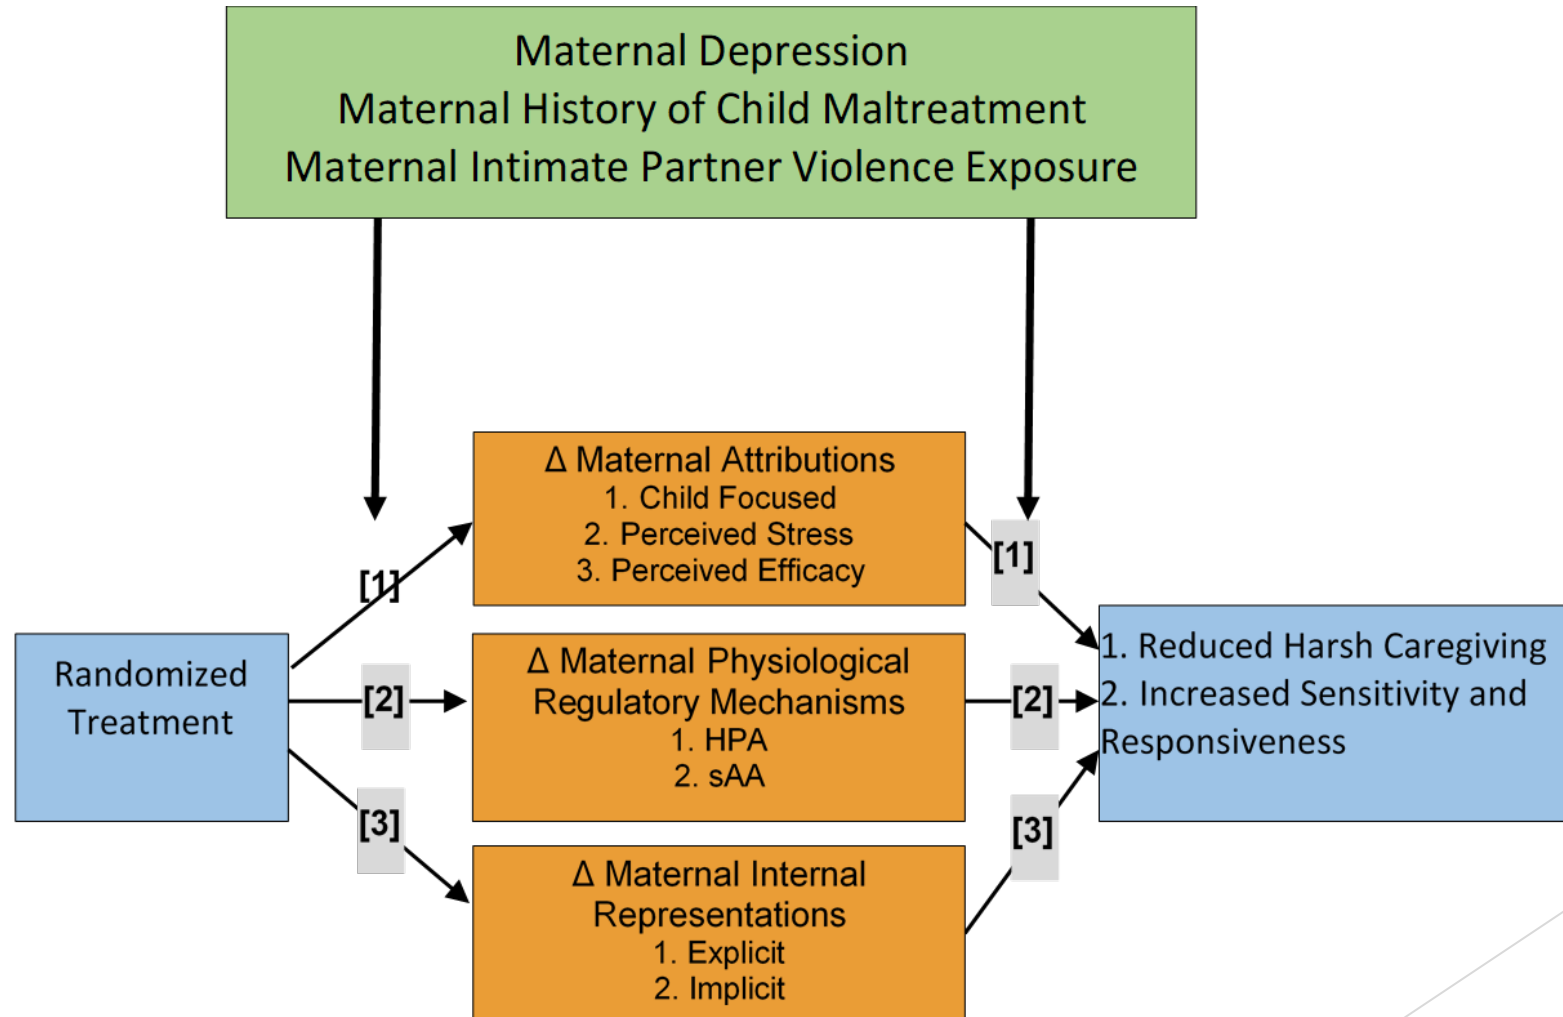 Maternal Depression
Maternal History of Child Maltreatment
Maternal Intimate Partner Violence Exposure
Δ Maternal Attributions
1. Child Focused
2. Perceived Stress
3. Perceived Efficacy
[1]
[1]
Randomized
Treatment
[2]
Δ Maternal Physiological
Regulatory Mechanisms
1. HPA
2. sAA
[2]
1. Reduced Harsh Caregiving
2. Increased Sensitivity and
Responsiveness
[3]
Δ Maternal Internal
Representations
1. Explicit
2. Implicit
[3]